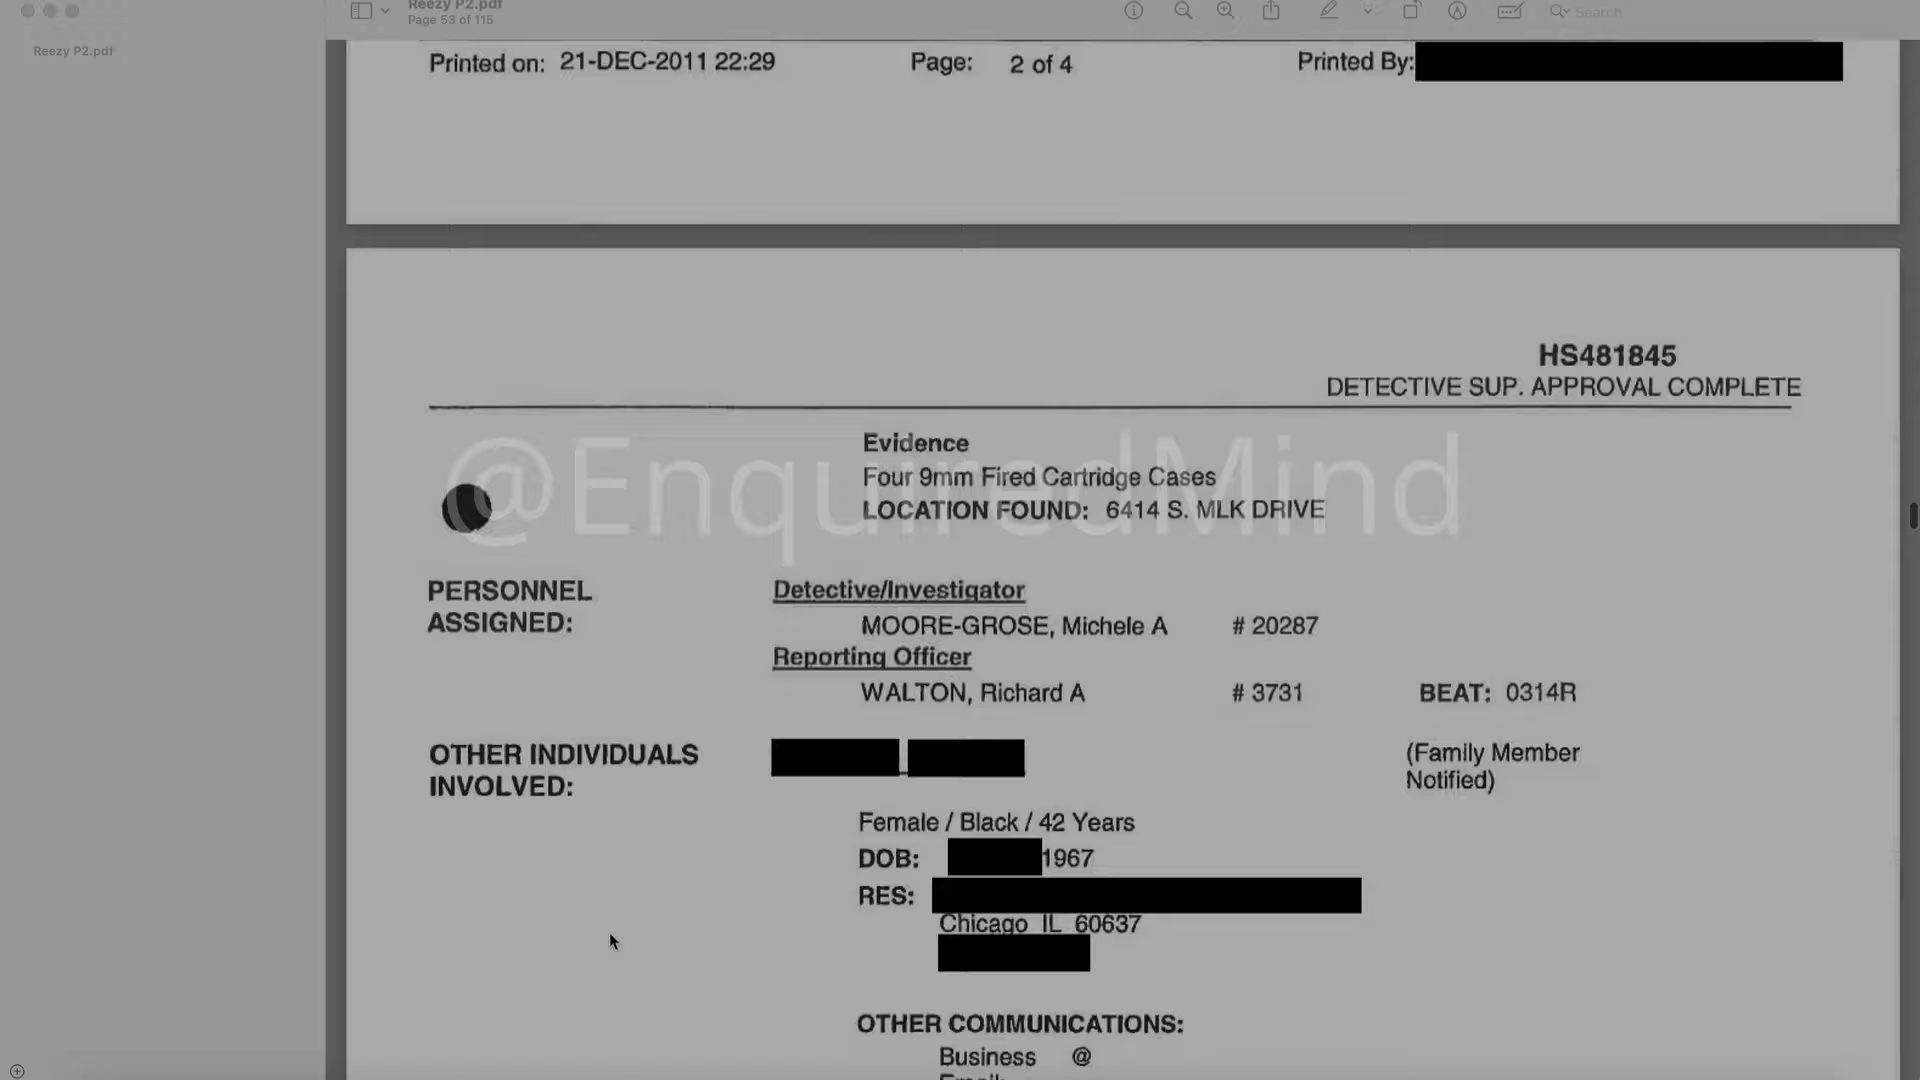 Reezy P2.pdf
Page 53 of 115
Search
Reezy P2.pdf
Printed on: 21-DEC-2011 22:29 Page: 2 of 4 Printed By:
HS481845
DETECTIVE SUP. APPROVAL COMPLETE
Evidence
Four 9mm Fired Cartridge Cases
LOCATION FOUND: 6414 S. MLK DRIVE
@EnquiredMind
PERSONNEL Detective/Investigator
ASSIGNED: MOORE-GROSE, Michele A # 20287
Reporting Officer
WALTON, Richard A # 3731 BEAT: 0314R
OTHER INDIVIDUALS (Family Member
INVOLVED: Notified)
Female / Black / 42 Years
DOB: 1967
RES:
Chicago IL 60637
OTHER COMMUNICATIONS:
Business @